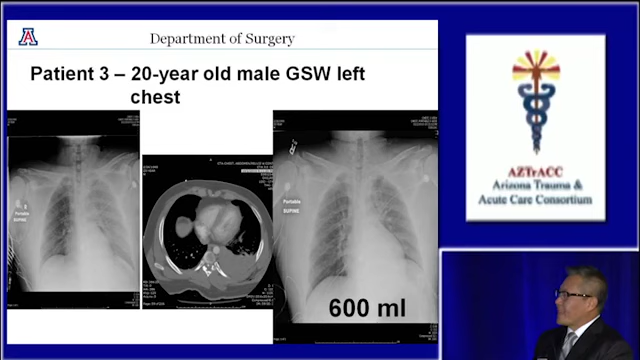 Department of Surgery
Patient 3 – 20-year old male GSW left
chest
Portable
SUPINE
Portable
SUPINE
600 ml
AZTrACC
Arizona Trauma &
Acute Care Consortium